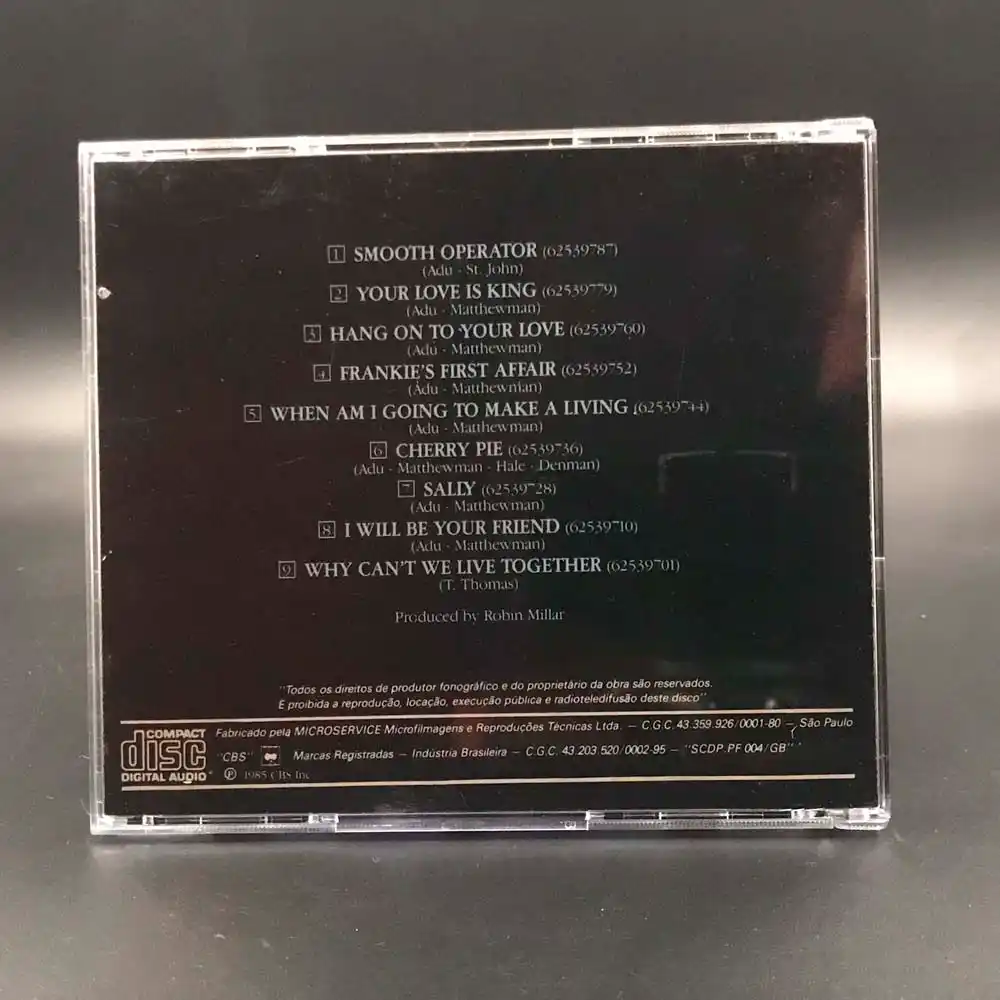 1 SMOOTH OPERATOR (62539787)
(Adu - St. John)
2 YOUR LOVE IS KING (62539779)
(Adu - Matthewman)
3 HANG ON TO YOUR LOVE (62539760)
(Adu - Matthewman)
4 FRANKIE'S FIRST AFFAIR (62539752)
(Adu - Matthewman)
5 WHEN AM I GOING TO MAKE A LIVING (62539744)
(Adu - Matthewman)
6 CHERRY PIE (62539736)
(Adu - Matthewman - Hale - Denman)
7 SALLY (62539728)
(Adu - Matthewman)
8 I WILL BE YOUR FRIEND (62539710)
(Adu - Matthewman)
9 WHY CAN'T WE LIVE TOGETHER (62539701)
(T. Thomas)
Produced by Robin Millar
"Todos os direitos de produtor fonográfico e do proprietário da obra são reservados.
E proibida a reprodução, locação, execução pública e radioteledifusão deste disco"
COMPACT
disc
DIGITAL AUDIO
Fabricado pela MICROSERVICE Microfilmagens e Reproduções Técnicas Ltda. — C.G.C. 43.359.926/0001-80 — São Paulo
"CBS" Marcas Registradas — Indústria Brasileira — C.G.C. 43.203.520/0002-95 — "SCDP.PF 004/GB"
℗ 1985 CBS Inc